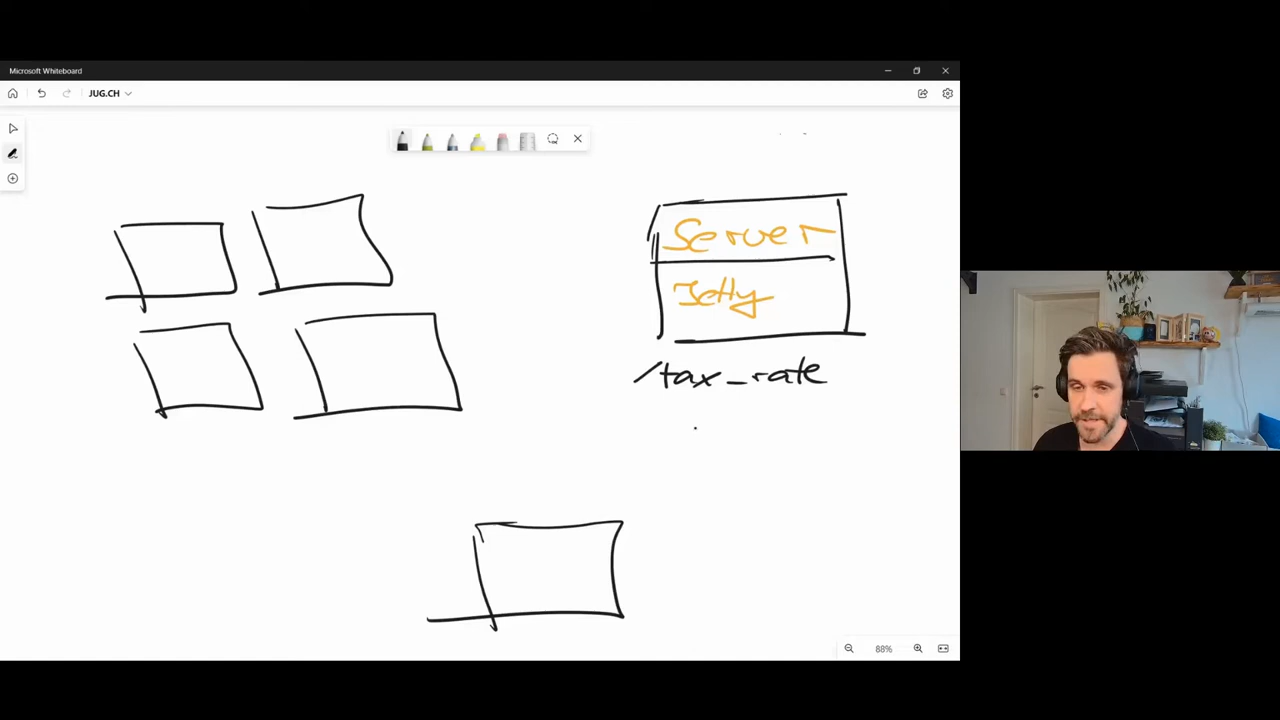 Microsoft Whiteboard
JUG.CH
Server
Jetty
/tax_rate
88%